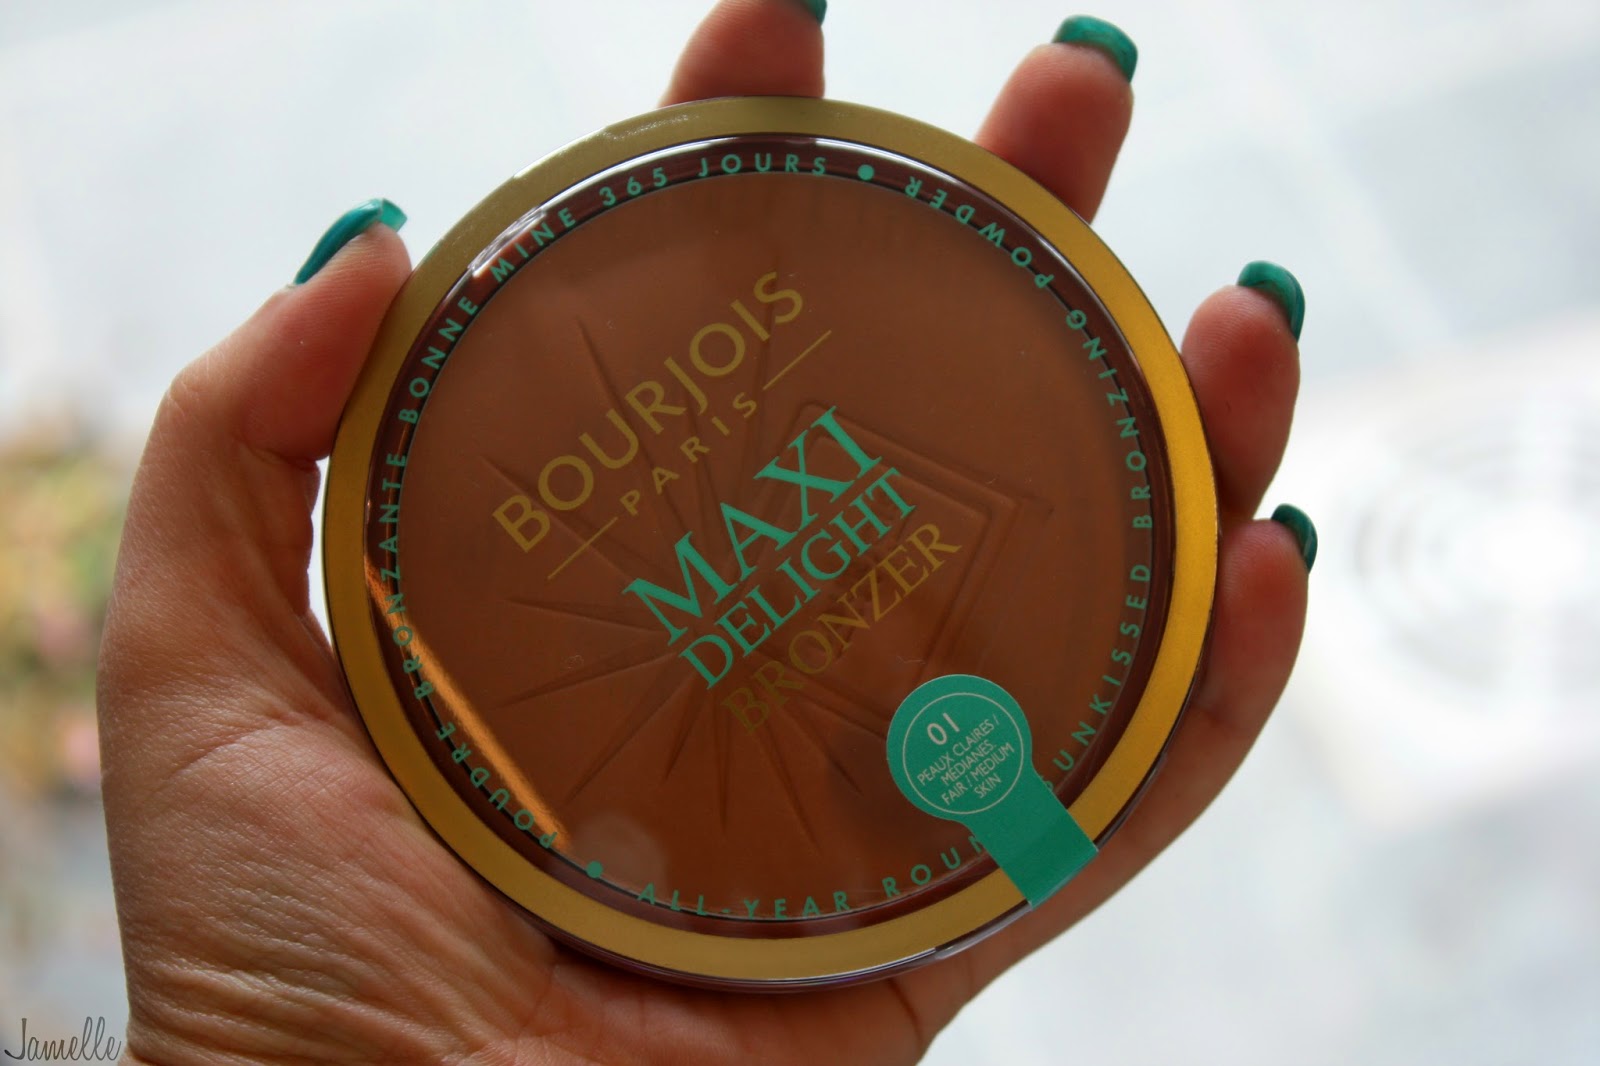 BOURJOIS
PARIS
MAXI
DELIGHT
BRONZER
POUDRE BRONZANTE BONNE MINE 365 JOURS •
ALL-YEAR ROUN SUNKISSED BRONZING POWDER •
01
PEAUX CLAIRES /
MÉDIANES
FAIR / MEDIUM
SKIN
Jamelle